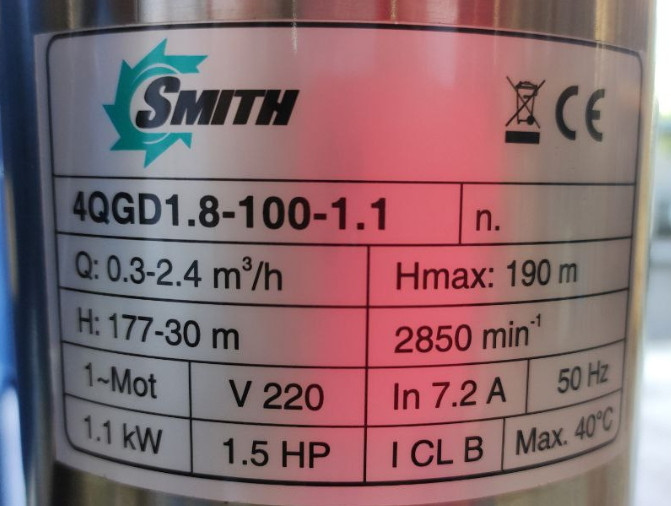 SMITH
CE
4QGD1.8-100-1.1 n.
Q: 0.3-2.4 m³/h Hmax: 190 m
H: 177-30 m 2850 min⁻¹
1~Mot V 220 In 7.2 A 50 Hz
1.1 kW 1.5 HP I CL B Max. 40°C